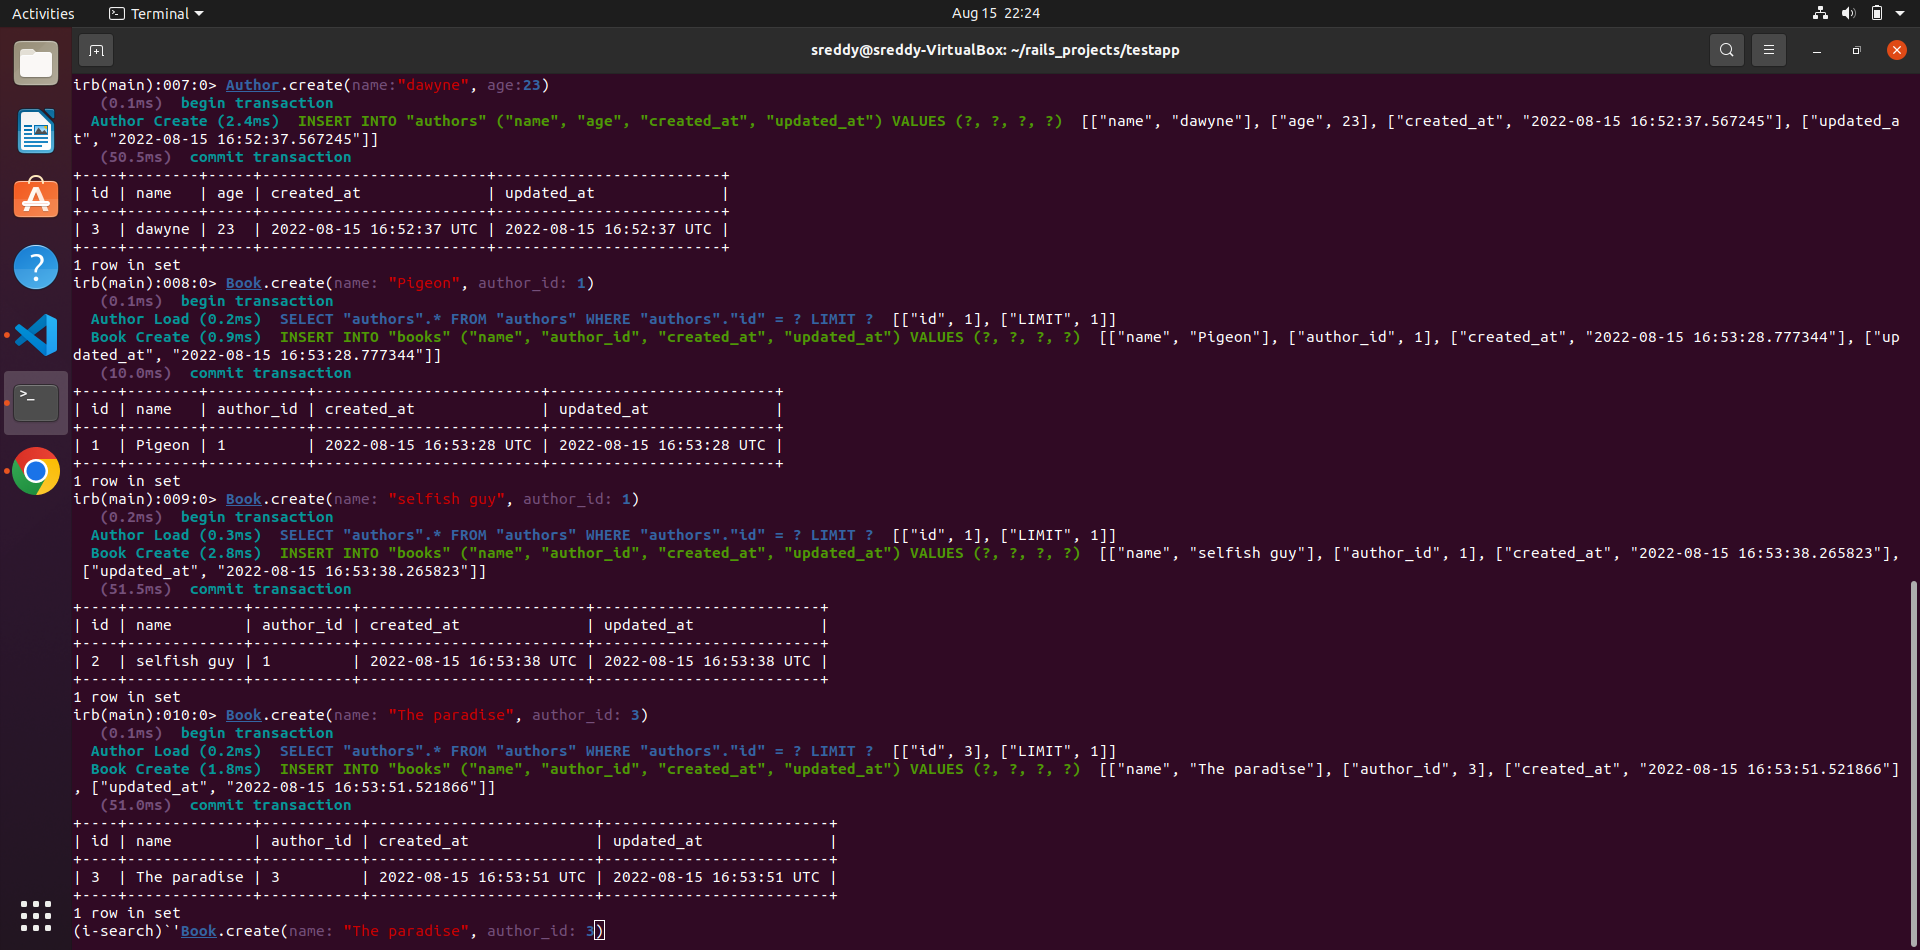 Activities
Terminal
Aug 15 22:24
sreddy@sreddy-VirtualBox: ~/rails_projects/testapp
irb(main):007:0> Author.create(name:"dawyne", age:23)
   (0.1ms)  begin transaction
  Author Create (2.4ms)  INSERT INTO "authors" ("name", "age", "created_at", "updated_at") VALUES (?, ?, ?, ?)  [["name", "dawyne"], ["age", 23], ["created_at", "2022-08-15 16:52:37.567245"], ["updated_a
t", "2022-08-15 16:52:37.567245"]]
   (50.5ms)  commit transaction
+----+--------+-----+-------------------------+-------------------------+
| id | name   | age | created_at              | updated_at              |
+----+--------+-----+-------------------------+-------------------------+
| 3  | dawyne | 23  | 2022-08-15 16:52:37 UTC | 2022-08-15 16:52:37 UTC |
+----+--------+-----+-------------------------+-------------------------+
1 row in set
irb(main):008:0> Book.create(name: "Pigeon", author_id: 1)
   (0.1ms)  begin transaction
  Author Load (0.2ms)  SELECT "authors".* FROM "authors" WHERE "authors"."id" = ? LIMIT ?  [["id", 1], ["LIMIT", 1]]
  Book Create (0.9ms)  INSERT INTO "books" ("name", "author_id", "created_at", "updated_at") VALUES (?, ?, ?, ?)  [["name", "Pigeon"], ["author_id", 1], ["created_at", "2022-08-15 16:53:28.777344"], ["up
dated_at", "2022-08-15 16:53:28.777344"]]
   (10.0ms)  commit transaction
+----+--------+-----------+-------------------------+-------------------------+
| id | name   | author_id | created_at              | updated_at              |
+----+--------+-----------+-------------------------+-------------------------+
| 1  | Pigeon | 1         | 2022-08-15 16:53:28 UTC | 2022-08-15 16:53:28 UTC |
+----+--------+-----------+-------------------------+-------------------------+
1 row in set
irb(main):009:0> Book.create(name: "selfish guy", author_id: 1)
   (0.2ms)  begin transaction
  Author Load (0.3ms)  SELECT "authors".* FROM "authors" WHERE "authors"."id" = ? LIMIT ?  [["id", 1], ["LIMIT", 1]]
  Book Create (2.8ms)  INSERT INTO "books" ("name", "author_id", "created_at", "updated_at") VALUES (?, ?, ?, ?)  [["name", "selfish guy"], ["author_id", 1], ["created_at", "2022-08-15 16:53:38.265823"],
 ["updated_at", "2022-08-15 16:53:38.265823"]]
   (51.5ms)  commit transaction
+----+-------------+-----------+-------------------------+-------------------------+
| id | name        | author_id | created_at              | updated_at              |
+----+-------------+-----------+-------------------------+-------------------------+
| 2  | selfish guy | 1         | 2022-08-15 16:53:38 UTC | 2022-08-15 16:53:38 UTC |
+----+-------------+-----------+-------------------------+-------------------------+
1 row in set
irb(main):010:0> Book.create(name: "The paradise", author_id: 3)
   (0.1ms)  begin transaction
  Author Load (0.2ms)  SELECT "authors".* FROM "authors" WHERE "authors"."id" = ? LIMIT ?  [["id", 3], ["LIMIT", 1]]
  Book Create (1.8ms)  INSERT INTO "books" ("name", "author_id", "created_at", "updated_at") VALUES (?, ?, ?, ?)  [["name", "The paradise"], ["author_id", 3], ["created_at", "2022-08-15 16:53:51.521866"]
, ["updated_at", "2022-08-15 16:53:51.521866"]]
   (51.0ms)  commit transaction
+----+--------------+-----------+-------------------------+-------------------------+
| id | name         | author_id | created_at              | updated_at              |
+----+--------------+-----------+-------------------------+-------------------------+
| 3  | The paradise | 3         | 2022-08-15 16:53:51 UTC | 2022-08-15 16:53:51 UTC |
+----+--------------+-----------+-------------------------+-------------------------+
1 row in set
(i-search)`'Book.create(name: "The paradise", author_id: 3)